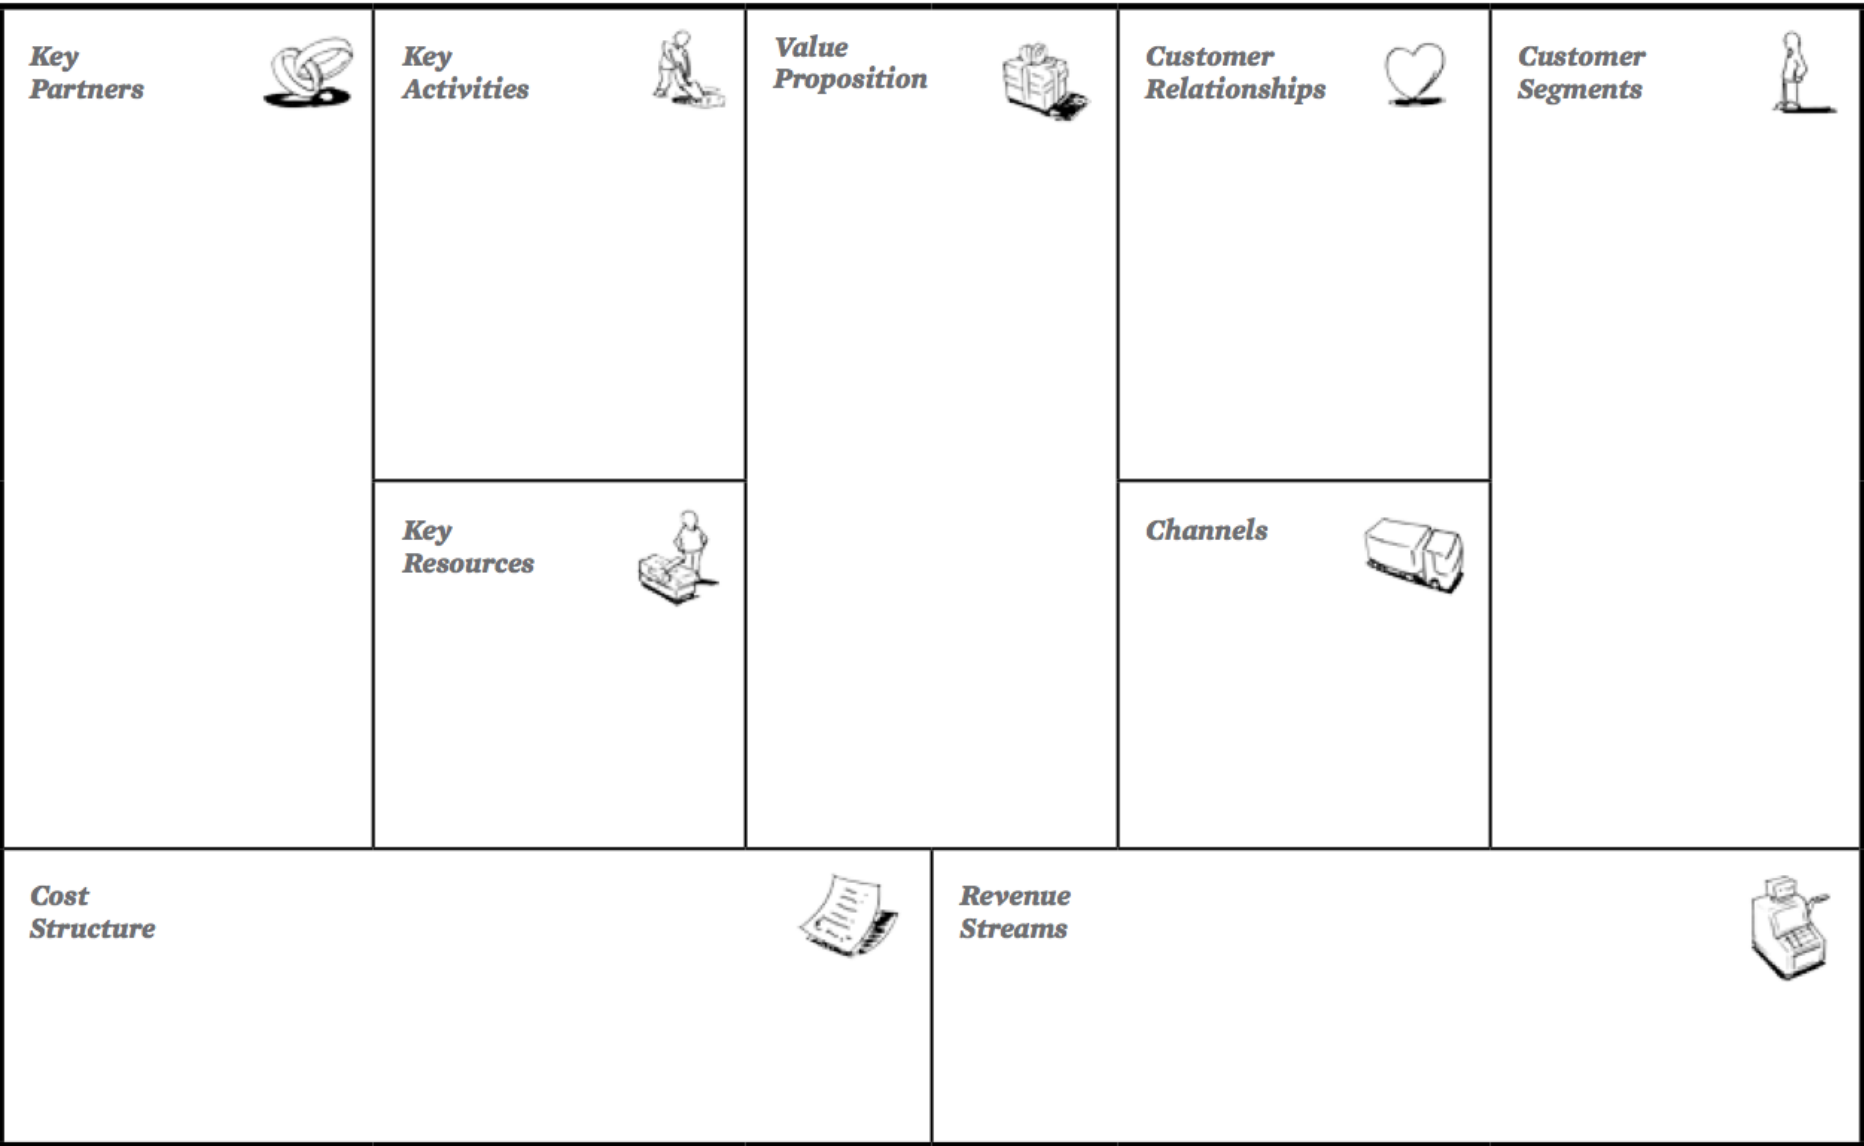 Key
Partners
Key
Activities
Value
Proposition
Customer
Relationships
Customer
Segments
Key
Resources
Channels
Cost
Structure
Revenue
Streams